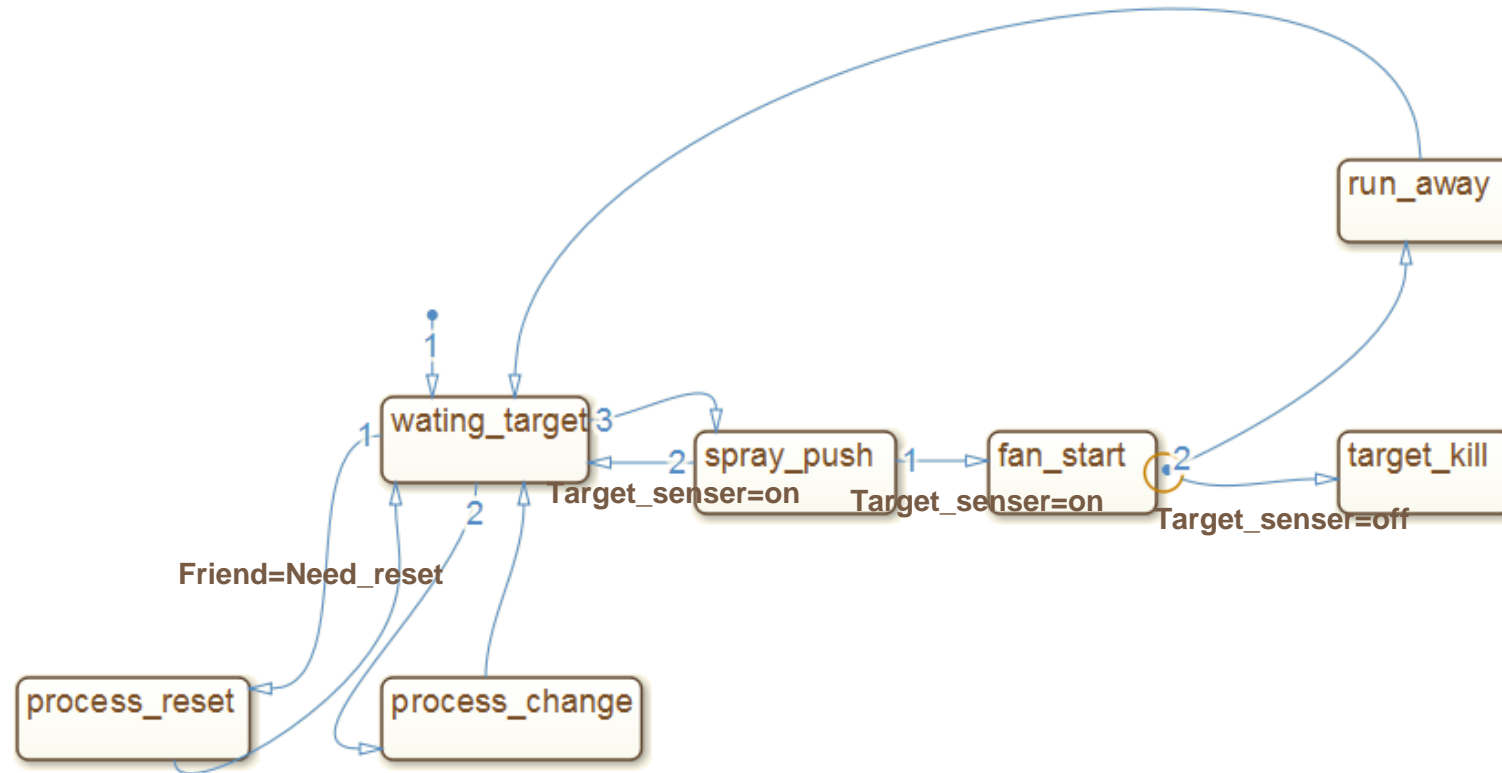 run_away
1
wating_target
3
1
2
spray_push
1
fan_start
2
target_kill
2
Target_senser=on
Target_senser=on
Target_senser=off
Friend=Need_reset
process_reset
process_change